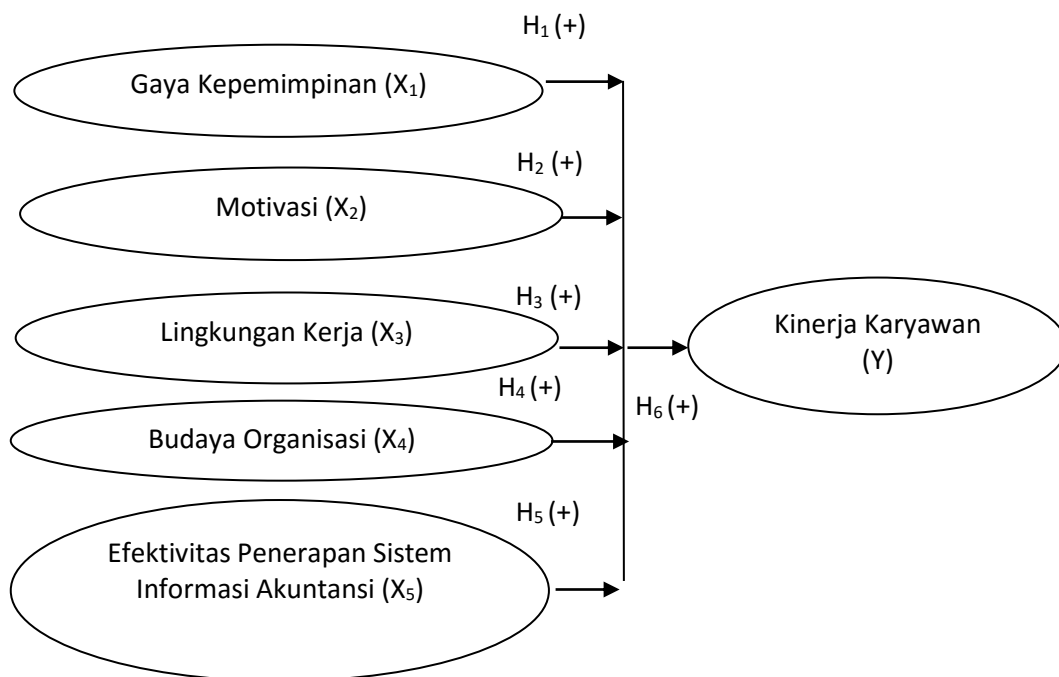 H₁ (+)
Gaya Kepemimpinan (X₁)
H₂ (+)
Motivasi (X₂)
H₃ (+)
Lingkungan Kerja (X₃)
Kinerja Karyawan
(Y)
H₄ (+)
H₆ (+)
Budaya Organisasi (X₄)
H₅ (+)
Efektivitas Penerapan Sistem
Informasi Akuntansi (X₅)